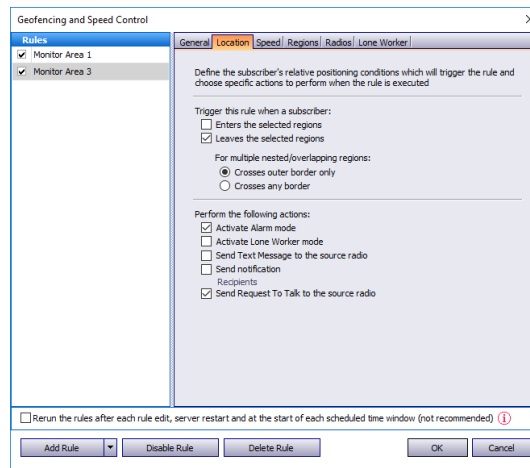 Geofencing and Speed Control
Rules
Monitor Area 1
Monitor Area 3
General Location Speed Regions Radios Lone Worker
Define the subscriber's relative positioning conditions which will trigger the rule and
choose specific actions to perform when the rule is executed
Trigger this rule when a subscriber:
Enters the selected regions
Leaves the selected regions
For multiple nested/overlapping regions:
Crosses outer border only
Crosses any border
Perform the following actions:
Activate Alarm mode
Activate Lone Worker mode
Send Text Message to the source radio
Send notification
Recipients
Send Request To Talk to the source radio
Rerun the rules after each rule edit, server restart and at the start of each scheduled time window (not recommended)
Add Rule Disable Rule Delete Rule OK Cancel